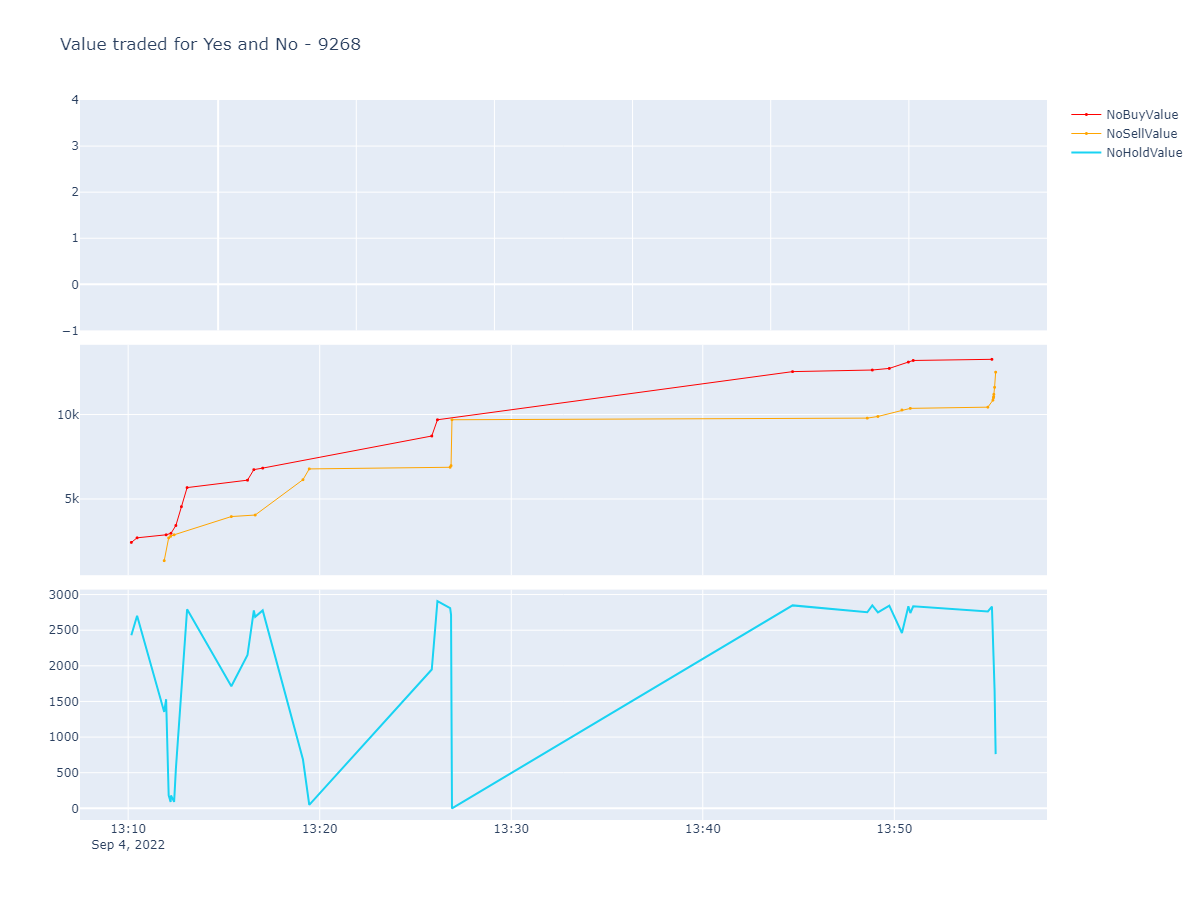 Value traded for Yes and No - 9268
4
3
2
1
0
−1
NoBuyValue
NoSellValue
NoHoldValue
10k
5k
3000
2500
2000
1500
1000
500
0
13:10 13:20 13:30 13:40 13:50
Sep 4, 2022